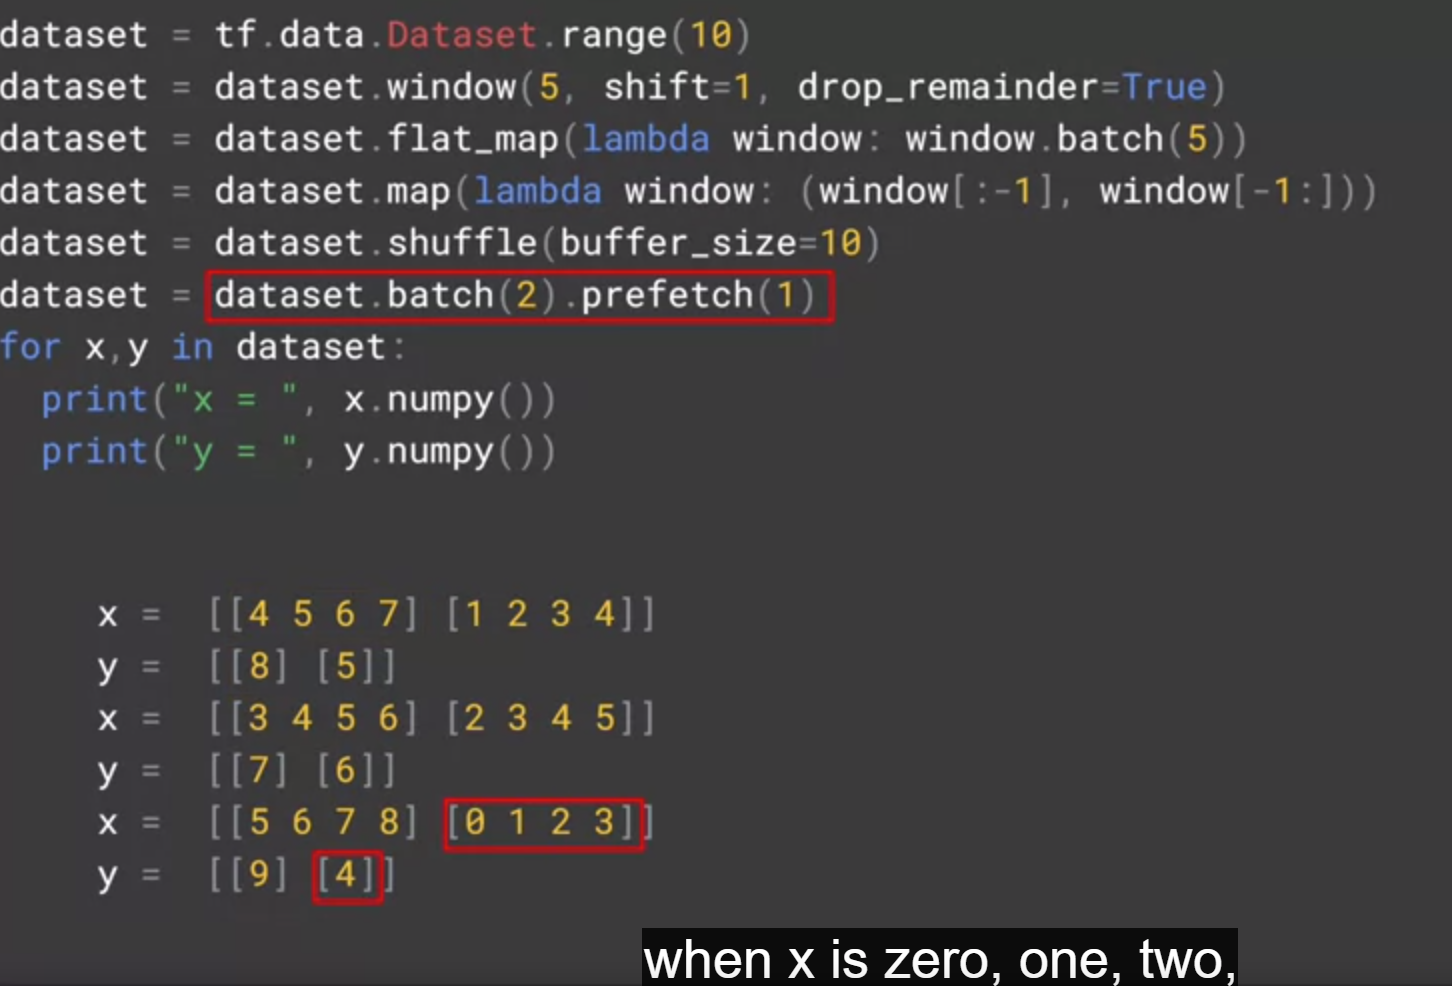 dataset = tf.data.Dataset.range(10)
dataset = dataset.window(5, shift=1, drop_remainder=True)
dataset = dataset.flat_map(lambda window: window.batch(5))
dataset = dataset.map(lambda window: (window[:-1], window[-1:]))
dataset = dataset.shuffle(buffer_size=10)
dataset = dataset.batch(2).prefetch(1)
for x,y in dataset:
  print("x = ", x.numpy())
  print("y = ", y.numpy())
x = [[4 5 6 7] [1 2 3 4]]
y = [[8] [5]]
x = [[3 4 5 6] [2 3 4 5]]
y = [[7] [6]]
x = [[5 6 7 8] [0 1 2 3]]
y = [[9] [4]]
when x is zero, one, two,